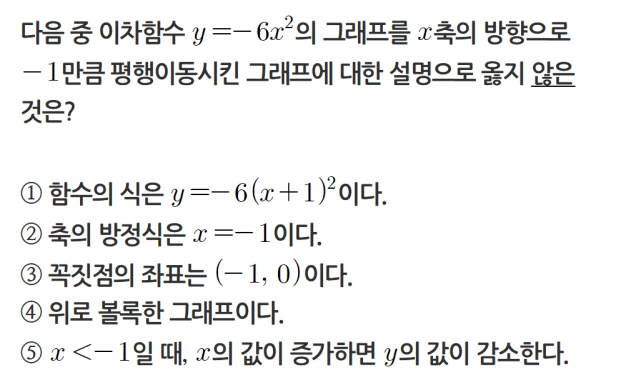 다음 중 이차함수 y=-6x²의 그래프를 x축의 방향으로
-1만큼 평행이동시킨 그래프에 대한 설명으로 옳지 않은
것은?
① 함수의 식은 y=-6(x+1)²이다.
② 축의 방정식은 x=-1이다.
③ 꼭짓점의 좌표는 (-1, 0)이다.
④ 위로 볼록한 그래프이다.
⑤ x<-1일 때, x의 값이 증가하면 y의 값이 감소한다.